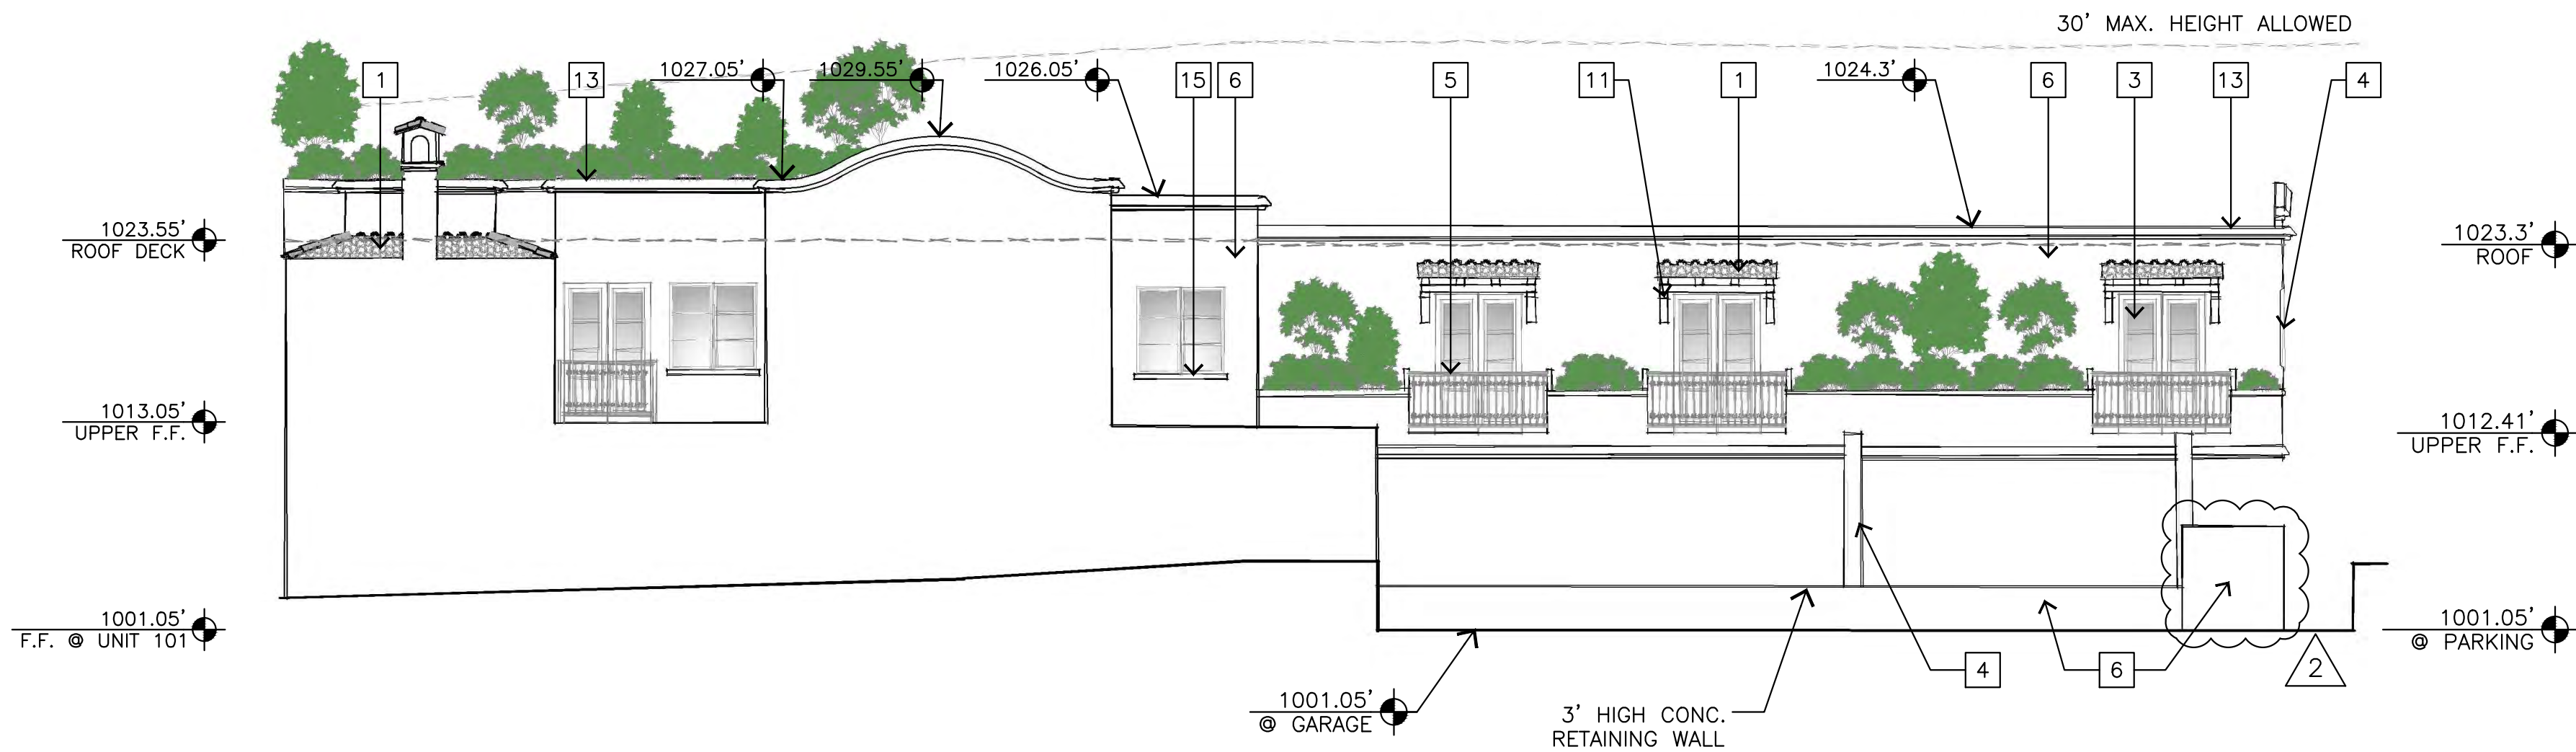 30' MAX. HEIGHT ALLOWED
1
13
1027.05'
1029.55'
1026.05'
15
6
5
11
1
1024.3'
6
3
13
4
1023.55'
ROOF DECK
1023.3'
ROOF
1013.05'
UPPER F.F.
1012.41'
UPPER F.F.
1001.05'
F.F. @ UNIT 101
1001.05'
@ PARKING
4
6
2
1001.05'
@ GARAGE
3' HIGH CONC.
RETAINING WALL